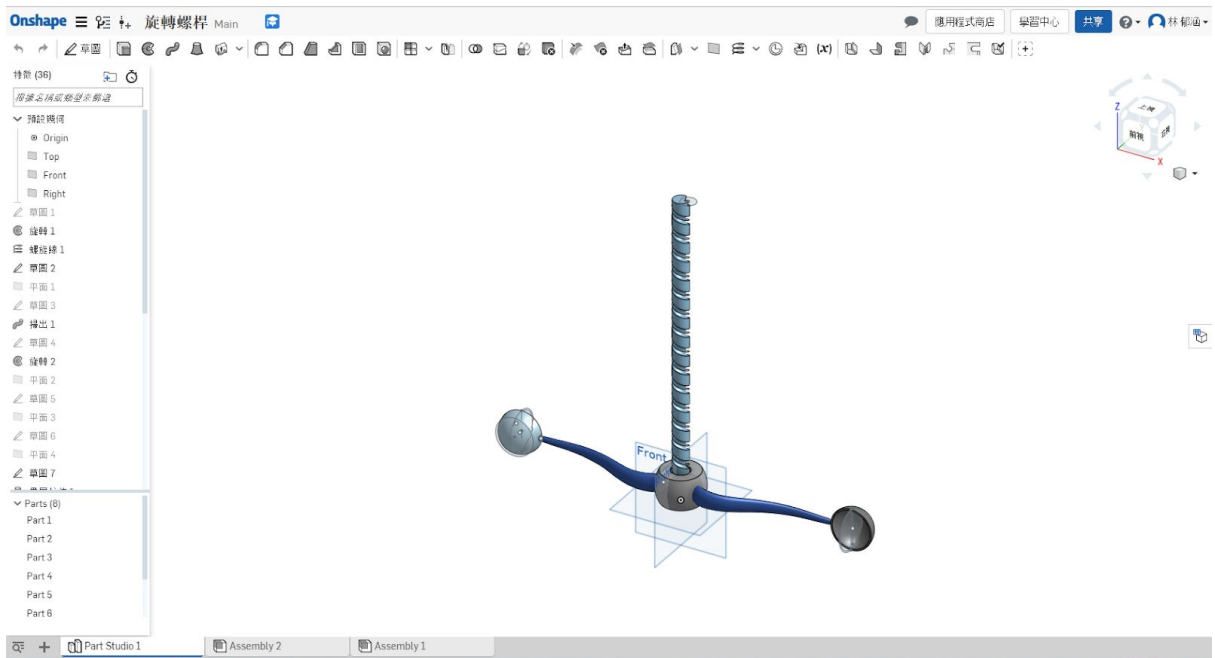 Onshape 旋轉螺桿 Main 應用程式商店 學習中心 共享 林 郁涵
草圖 (x)
特徵 (36)
根據名稱或類型來篩選
預設幾何
Origin
Top
Front
Right
草圖 1
旋轉 1
螺旋線 1
草圖 2
平面 1
草圖 3
掃出 1
草圖 4
旋轉 2
平面 2
草圖 5
平面 3
草圖 6
平面 4
草圖 7
Parts (8)
Part 1
Part 2
Part 3
Part 4
Part 5
Part 6
Front
Z
上視
前視
右視
X
Part Studio 1 Assembly 2 Assembly 1